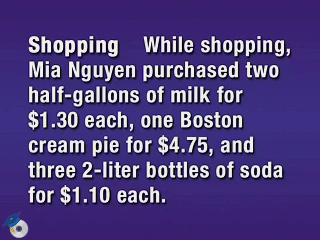 Shopping While shopping,
Mia Nguyen purchased two
half-gallons of milk for
$1.30 each, one Boston
cream pie for $4.75, and
three 2-liter bottles of soda
for $1.10 each.